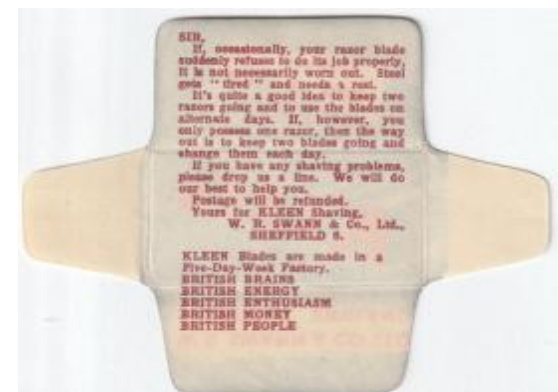 SIR,
If, occasionally, your razor blade
suddenly refuses to do its job properly,
it is not necessarily worn out. Steel
gets "tired" and needs a rest.
It's quite a good idea to keep two
razors going and to use the blades on
alternate days. If, however, you
only possess one razor, then the way
out is to keep two blades going and
change them each day.
If you have any shaving problems,
please drop us a line. We will do
our best to help you.
Postage will be refunded.
Yours for KLEEN Shaving,
W. R. SWANN & Co., Ltd.,
SHEFFIELD 6.
KLEEN Blades are made in a
Five-Day-Week Factory.
BRITISH BRAINS
BRITISH ENERGY
BRITISH ENTHUSIASM
BRITISH MONEY
BRITISH PEOPLE